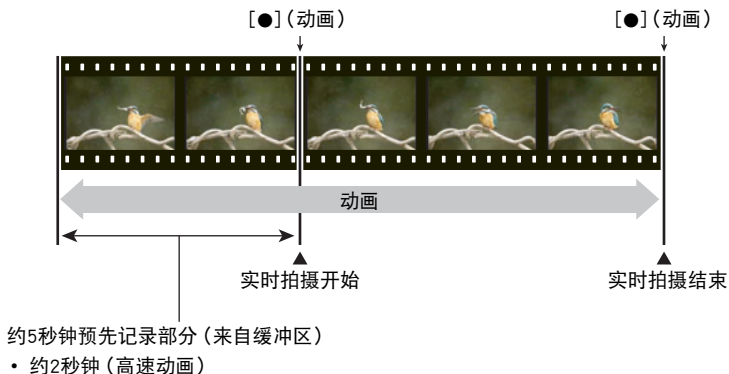 [●](动画) [●](动画)
动画
实时拍摄开始 实时拍摄结束
约5秒钟预先记录部分(来自缓冲区)
• 约2秒钟(高速动画)